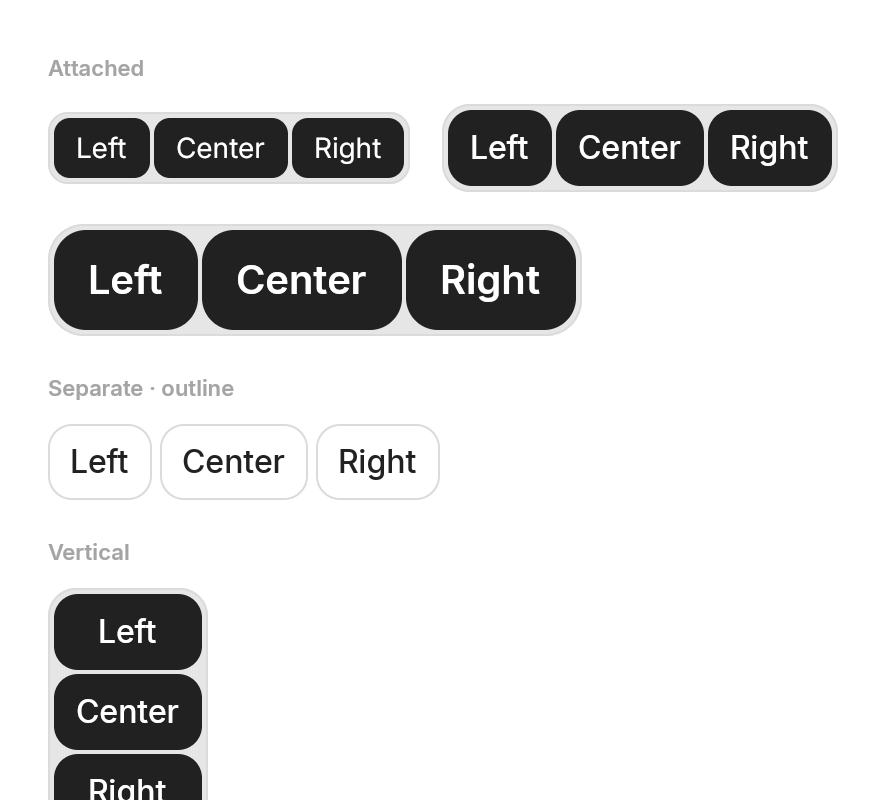 Attached
Left Center Right Left Center Right
Left Center Right
Separate · outline
Left Center Right
Vertical
Left
Center
Right